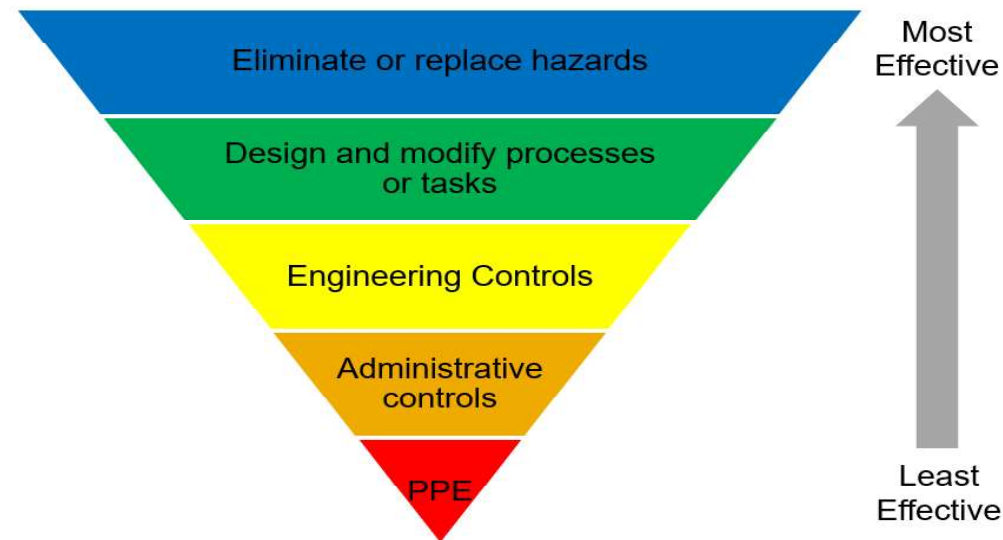 Eliminate or replace hazards
Design and modify processes
or tasks
Engineering Controls
Administrative
controls
PPE
Most
Effective
Least
Effective